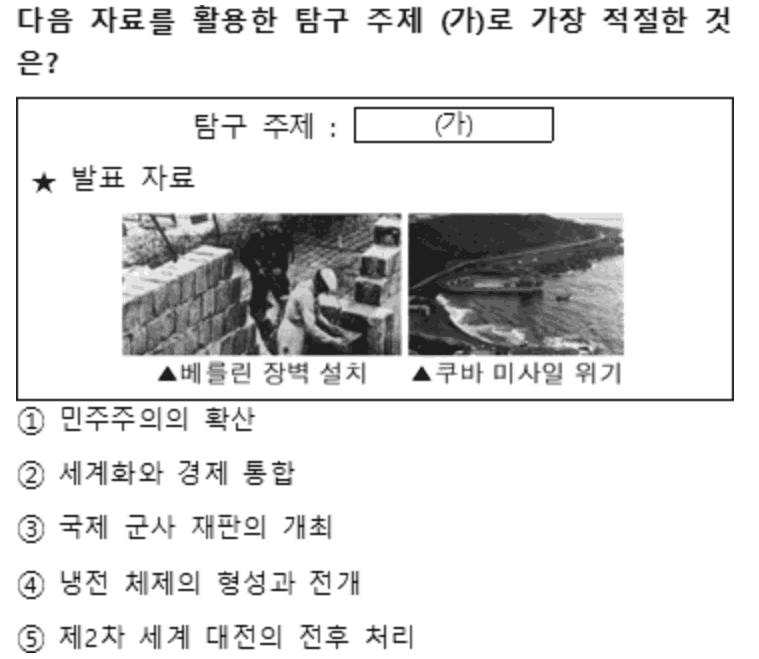 다음 자료를 활용한 탐구 주제 (가)로 가장 적절한 것
은?
탐구 주제 : (가)
★ 발표 자료
▲베를린 장벽 설치 ▲쿠바 미사일 위기
① 민주주의의 확산
② 세계화와 경제 통합
③ 국제 군사 재판의 개최
④ 냉전 체제의 형성과 전개
⑤ 제2차 세계 대전의 전후 처리